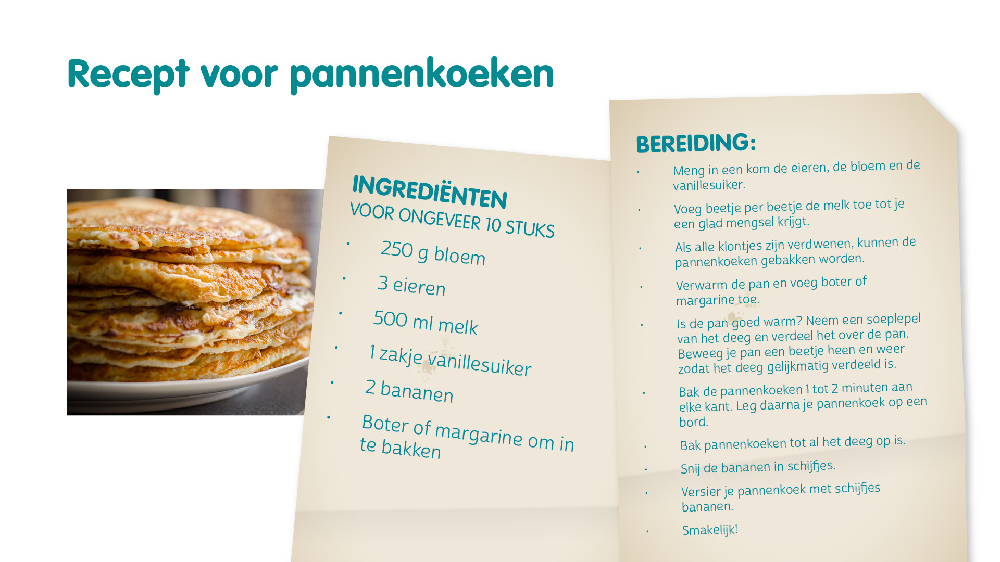 Recept voor pannenkoeken
INGREDIËNTEN
VOOR ONGEVEER 10 STUKS
• 250 g bloem
• 3 eieren
• 500 ml melk
• 1 zakje vanillesuiker
• 2 bananen
• Boter of margarine om in
te bakken
BEREIDING:
• Meng in een kom de eieren, de bloem en de
vanillesuiker.
• Voeg beetje per beetje de melk toe tot je
een glad mengsel krijgt.
• Als alle klontjes zijn verdwenen, kunnen de
pannenkoeken gebakken worden.
• Verwarm de pan en voeg boter of
margarine toe.
• Is de pan goed warm? Neem een soeplepel
van het deeg en verdeel het over de pan.
Beweeg je pan een beetje heen en weer
zodat het deeg gelijkmatig verdeeld is.
• Bak de pannenkoeken 1 tot 2 minuten aan
elke kant. Leg daarna je pannenkoek op een
bord.
• Bak pannenkoeken tot al het deeg op is.
• Snij de bananen in schijfjes.
• Versier je pannenkoek met schijfjes
bananen.
• Smakelijk!